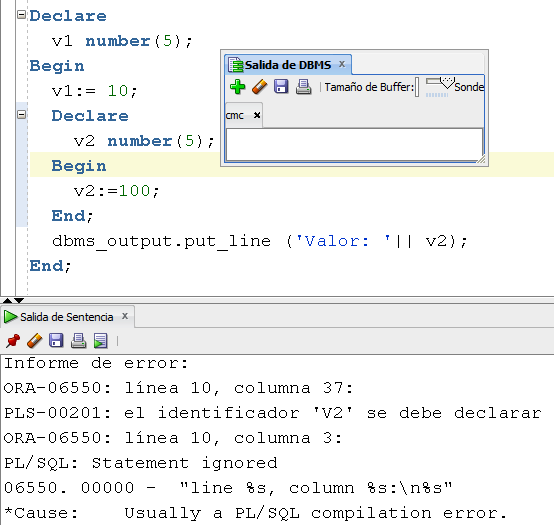 Declare
v1 number(5);
Begin
v1:= 10;
Declare
v2 number(5);
Begin
v2:=100;
End;
dbms_output.put_line ('Valor: '|| v2);
End;
Salida de DBMS x
Tamaño de Buffer: Sonde
cmc x
Salida de Sentencia x
Informe de error:
ORA-06550: línea 10, columna 37:
PLS-00201: el identificador 'V2' se debe declarar
ORA-06550: línea 10, columna 3:
PL/SQL: Statement ignored
06550. 00000 - "line %s, column %s:\n%s"
*Cause: Usually a PL/SQL compilation error.